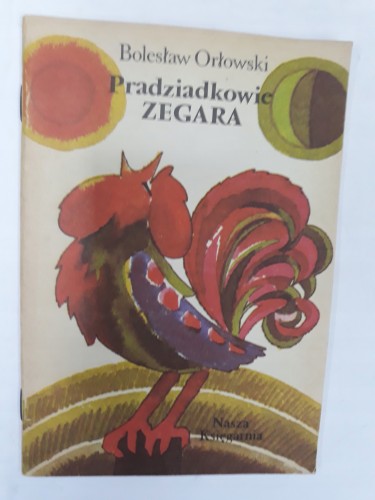 Bolesław Orłowski
Pradziadkowie
ZEGARA
Nasza
Księgarnia